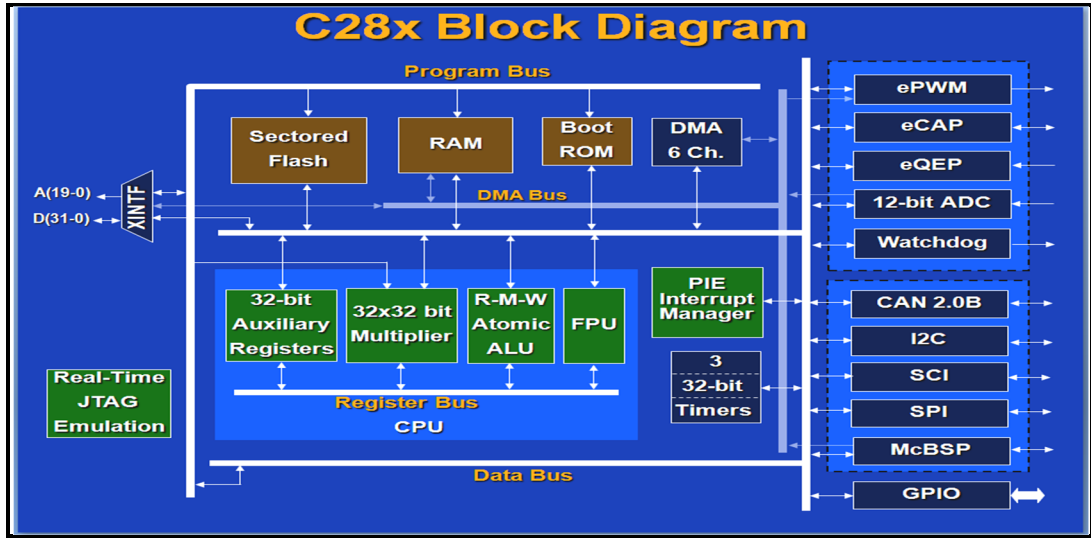 C28x Block Diagram
Program Bus
Sectored
Flash
RAM
Boot
ROM
DMA
6 Ch.
DMA Bus
A(19-0)
D(31-0)
XINTF
32-bit
Auxiliary
Registers
32x32 bit
Multiplier
R-M-W
Atomic
ALU
FPU
Register Bus
CPU
PIE
Interrupt
Manager
3
32-bit
Timers
Real-Time
JTAG
Emulation
Data Bus
ePWM
eCAP
eQEP
12-bit ADC
Watchdog
CAN 2.0B
I2C
SCI
SPI
McBSP
GPIO